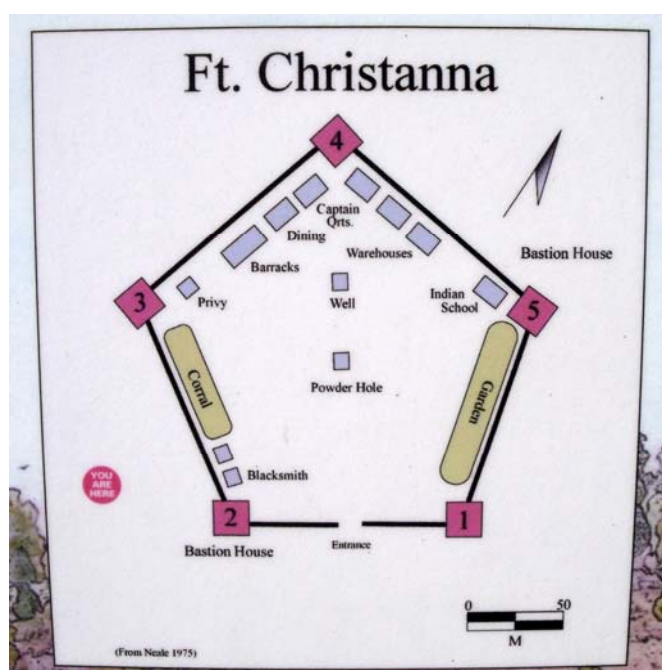 Ft. Christanna
4
Captain
Qrts.
Dining
Warehouses
Barracks
Bastion House
3
Privy
Well
Indian
School
5
Corral
Powder Hole
Garden
Blacksmith
YOU
ARE
HERE
2
1
Bastion House
Entrance
0 50
M
(From Neale 1975)